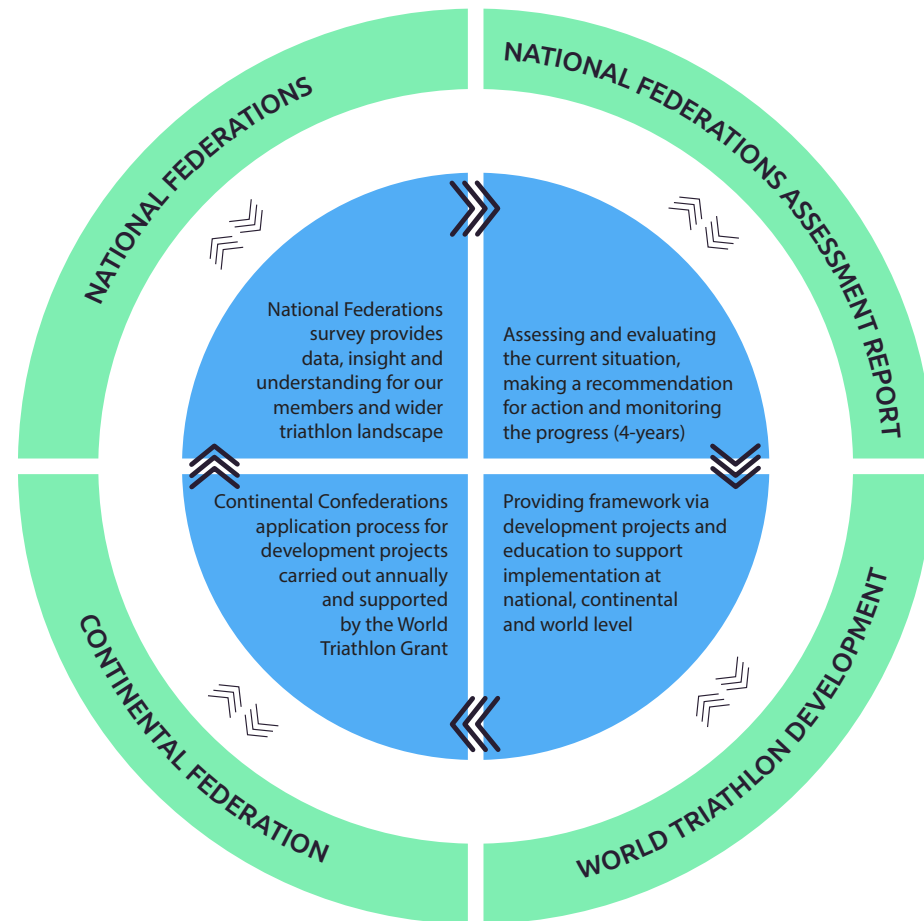 NATIONAL FEDERATIONS
National Federations
survey provides
data, insight and
understanding for our
members and wider
triathlon landscape
NATIONAL FEDERATIONS ASSESSMENT REPORT
Assessing and evaluating
the current situation,
making a recommendation
for action and monitoring
the progress (4-years)
WORLD TRIATHLON DEVELOPMENT
Providing framework via
development projects and
education to support
implementation at
national, continental
and world level
CONTINENTAL FEDERATION
Continental Confederations
application process for
development projects
carried out annually
and supported
by the World
Triathlon Grant